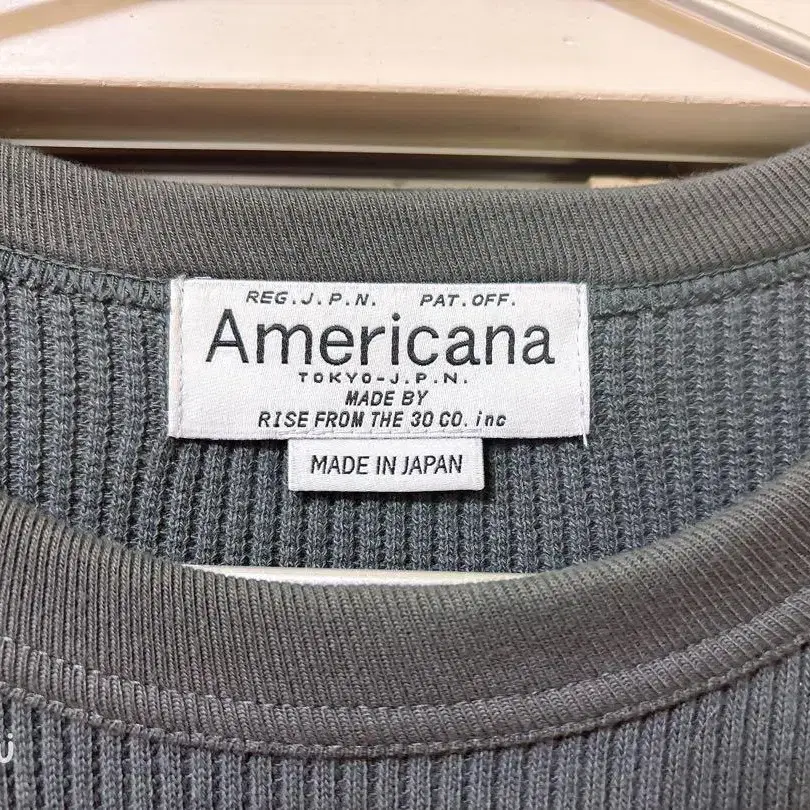 REG.J.P.N. PAT.OFF.
Americana
TOKYO-J.P.N.
MADE BY
RISE FROM THE 30 CO. inc
MADE IN JAPAN